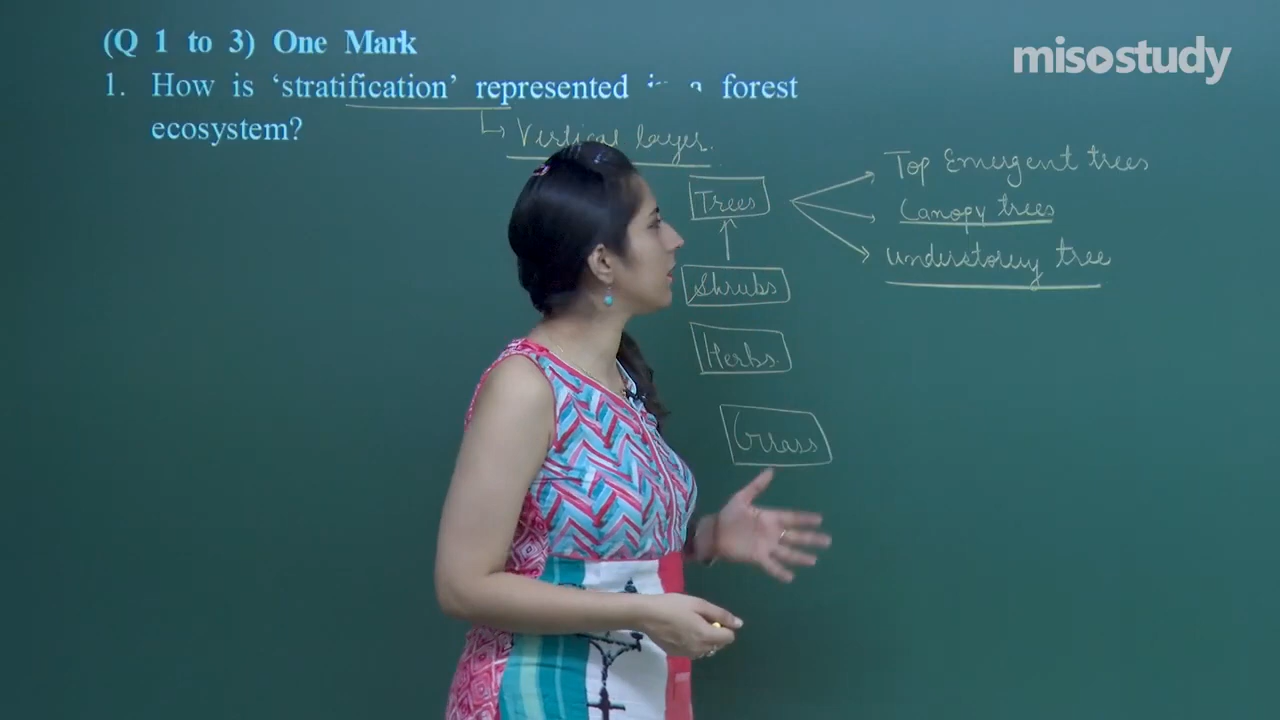 misostudy
(Q 1 to 3) One Mark
1. How is ‘stratification’ represented in a forest
ecosystem?
Vertical layer.
Trees
Top Emergent trees
Canopy trees
understorey tree
Shrubs
Herbs
Grass